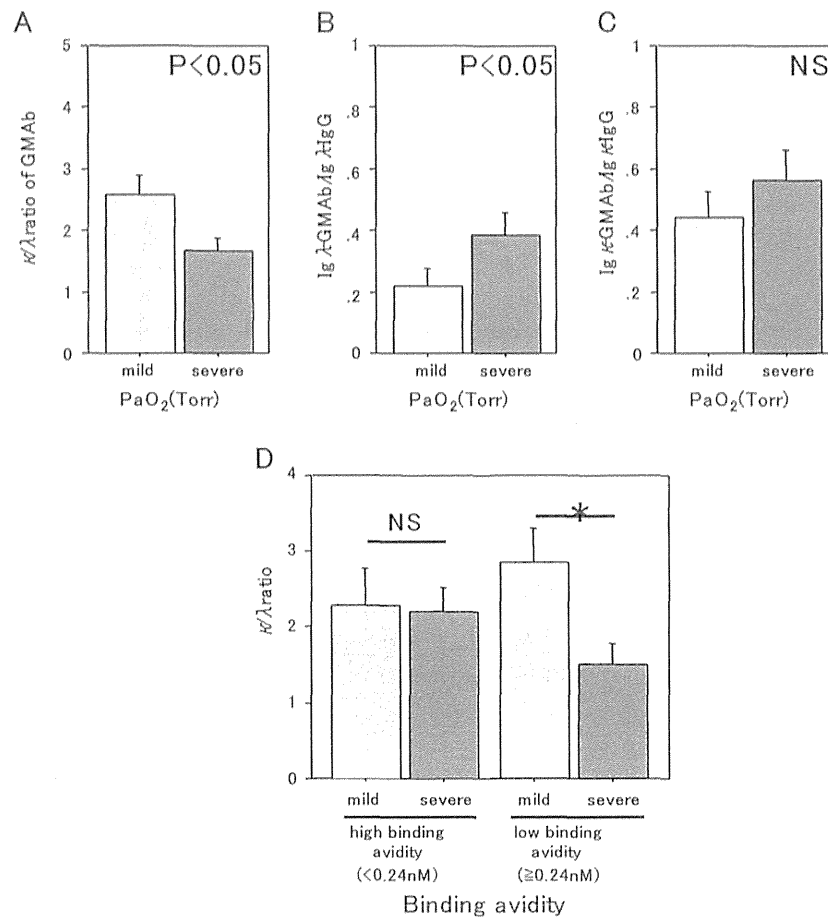 A
P<0.05
κ/λ ratio of GMAb
5
4
3
2
1
0
mild severe
PaO₂(Torr)
B
P<0.05
Ig λ-GMAb/Ig λ-IgG
1
.8
.6
.4
.2
0
mild severe
PaO₂(Torr)
C
NS
Ig κ-GMAb/Ig κ-IgG
1
.8
.6
.4
.2
0
mild severe
PaO₂(Torr)
D
κ/λ ratio
4
3
2
1
0
NS
*
mild severe mild severe
high binding
avidity
(<0.24nM)
low binding
avidity
(≧0.24nM)
Binding avidity